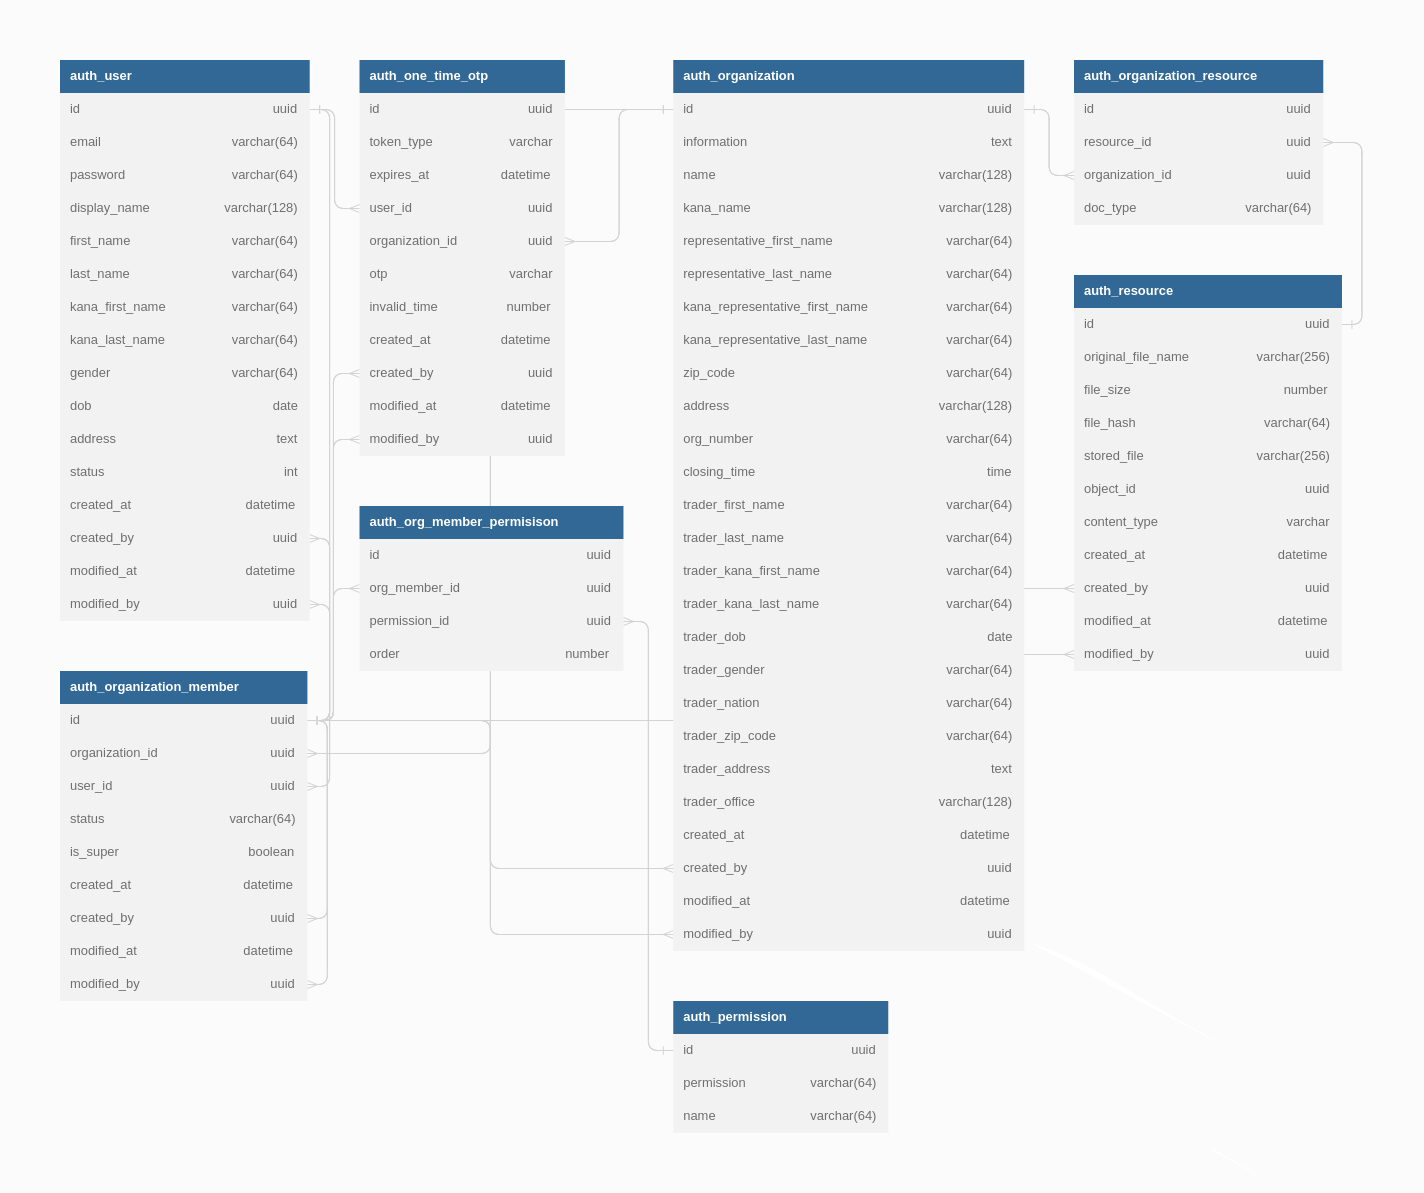 auth_user
id uuid
email varchar(64)
password varchar(64)
display_name varchar(128)
first_name varchar(64)
last_name varchar(64)
kana_first_name varchar(64)
kana_last_name varchar(64)
gender varchar(64)
dob date
address text
status int
created_at datetime
created_by uuid
modified_at datetime
modified_by uuid
auth_organization_member
id uuid
organization_id uuid
user_id uuid
status varchar(64)
is_super boolean
created_at datetime
created_by uuid
modified_at datetime
modified_by uuid
auth_one_time_otp
id uuid
token_type varchar
expires_at datetime
user_id uuid
organization_id uuid
otp varchar
invalid_time number
created_at datetime
created_by uuid
modified_at datetime
modified_by uuid
auth_org_member_permisison
id uuid
org_member_id uuid
permission_id uuid
order number
auth_organization
id uuid
information text
name varchar(128)
kana_name varchar(128)
representative_first_name varchar(64)
representative_last_name varchar(64)
kana_representative_first_name varchar(64)
kana_representative_last_name varchar(64)
zip_code varchar(64)
address varchar(128)
org_number varchar(64)
closing_time time
trader_first_name varchar(64)
trader_last_name varchar(64)
trader_kana_first_name varchar(64)
trader_kana_last_name varchar(64)
trader_dob date
trader_gender varchar(64)
trader_nation varchar(64)
trader_zip_code varchar(64)
trader_address text
trader_office varchar(128)
created_at datetime
created_by uuid
modified_at datetime
modified_by uuid
auth_permission
id uuid
permission varchar(64)
name varchar(64)
auth_organization_resource
id uuid
resource_id uuid
organization_id uuid
doc_type varchar(64)
auth_resource
id uuid
original_file_name varchar(256)
file_size number
file_hash varchar(64)
stored_file varchar(256)
object_id uuid
content_type varchar
created_at datetime
created_by uuid
modified_at datetime
modified_by uuid